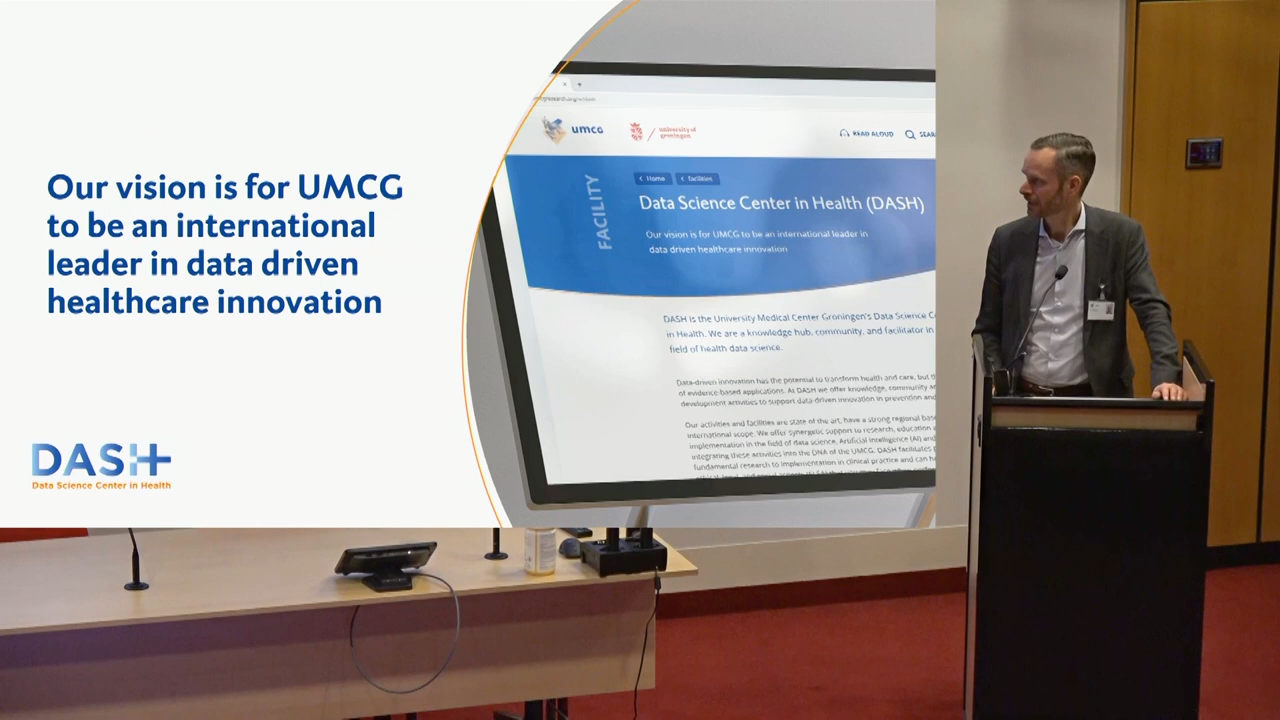 Our vision is for UMCG
to be an international
leader in data driven
healthcare innovation
DASH
Data Science Center in Health
umcg
university of
groningen
READ ALOUD
FACILITY
Home
facilities
Data Science Center in Health (DASH)
Our vision is for UMCG to be an international leader in
data driven healthcare innovation
DASH is the University Medical Center Groningen's Data Science
in Health. We are a knowledge hub, community, and facilitator in
field of health data science.
Data-driven innovation has the potential to transform health and care, but
of evidence-based applications. At DASH we offer knowledge, community
development activities to support data-driven innovation in prevention and
Our activities and facilities are state of the art, have a strong regional
international scope. We offer synergetic support to research, education
implementation in the field of data science, Artificial Intelligence (AI) and
integrating these activities into the DNA of the UMCG. DASH facilitates
fundamental research to implementation in clinical practice and can